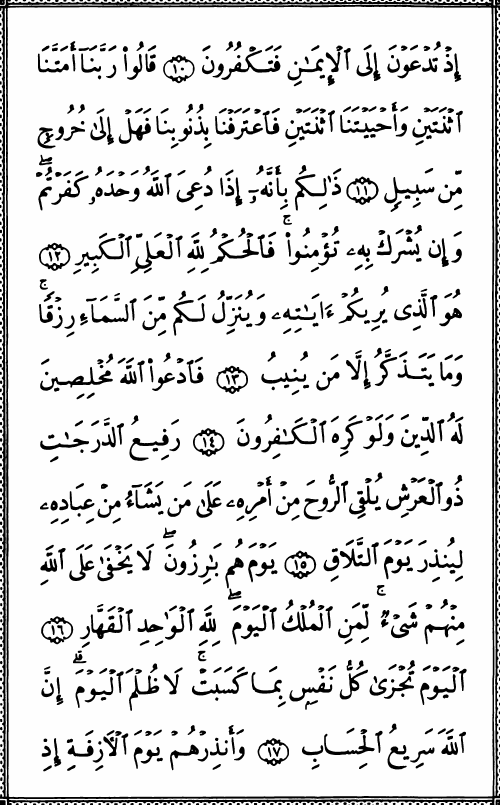 إِذْ تُدْعَوْنَ إِلَى ٱلْإِيمَٰنِ فَتَكْفُرُونَ ١٠ قَالُوا۟ رَبَّنَآ أَمَتَّنَا
ٱثْنَتَيْنِ وَأَحْيَيْتَنَا ٱثْنَتَيْنِ فَٱعْتَرَفْنَا بِذُنُوبِنَا فَهَلْ إِلَىٰ خُرُوجٍ
مِّن سَبِيلٍ ١١ ذَٰلِكُم بِأَنَّهُۥٓ إِذَا دُعِىَ ٱللَّهُ وَحْدَهُۥ كَفَرْتُمْ ۖ
وَإِن يُشْرَكْ بِهِۦ تُؤْمِنُوا۟ ۚ فَٱلْحُكْمُ لِلَّهِ ٱلْعَلِىِّ ٱلْكَبِيرِ ١٢
هُوَ ٱلَّذِى يُرِيكُمْ ءَايَٰتِهِۦ وَيُنَزِّلُ لَكُم مِّنَ ٱلسَّمَآءِ رِزْقًا ۚ
وَمَا يَتَذَكَّرُ إِلَّا مَن يُنِيبُ ١٣ فَٱدْعُوا۟ ٱللَّهَ مُخْلِصِينَ
لَهُ ٱلدِّينَ وَلَوْ كَرِهَ ٱلْكَٰفِرُونَ ١٤ رَفِيعُ ٱلدَّرَجَٰتِ
ذُو ٱلْعَرْشِ يُلْقِى ٱلرُّوحَ مِنْ أَمْرِهِۦ عَلَىٰ مَن يَشَآءُ مِنْ عِبَادِهِۦ
لِيُنذِرَ يَوْمَ ٱلتَّلَاقِ ١٥ يَوْمَ هُم بَٰرِزُونَ ۖ لَا يَخْفَىٰ عَلَى ٱللَّهِ
مِنْهُمْ شَىْءٌ ۚ لِّمَنِ ٱلْمُلْكُ ٱلْيَوْمَ ۖ لِلَّهِ ٱلْوَٰحِدِ ٱلْقَهَّارِ ١٦
ٱلْيَوْمَ تُجْزَىٰ كُلُّ نَفْسٍۭ بِمَا كَسَبَتْ ۚ لَا ظُلْمَ ٱلْيَوْمَ ۚ إِنَّ
ٱللَّهَ سَرِيعُ ٱلْحِسَابِ ١٧ وَأَنذِرْهُمْ يَوْمَ ٱلْءَازِفَةِ إِذِ